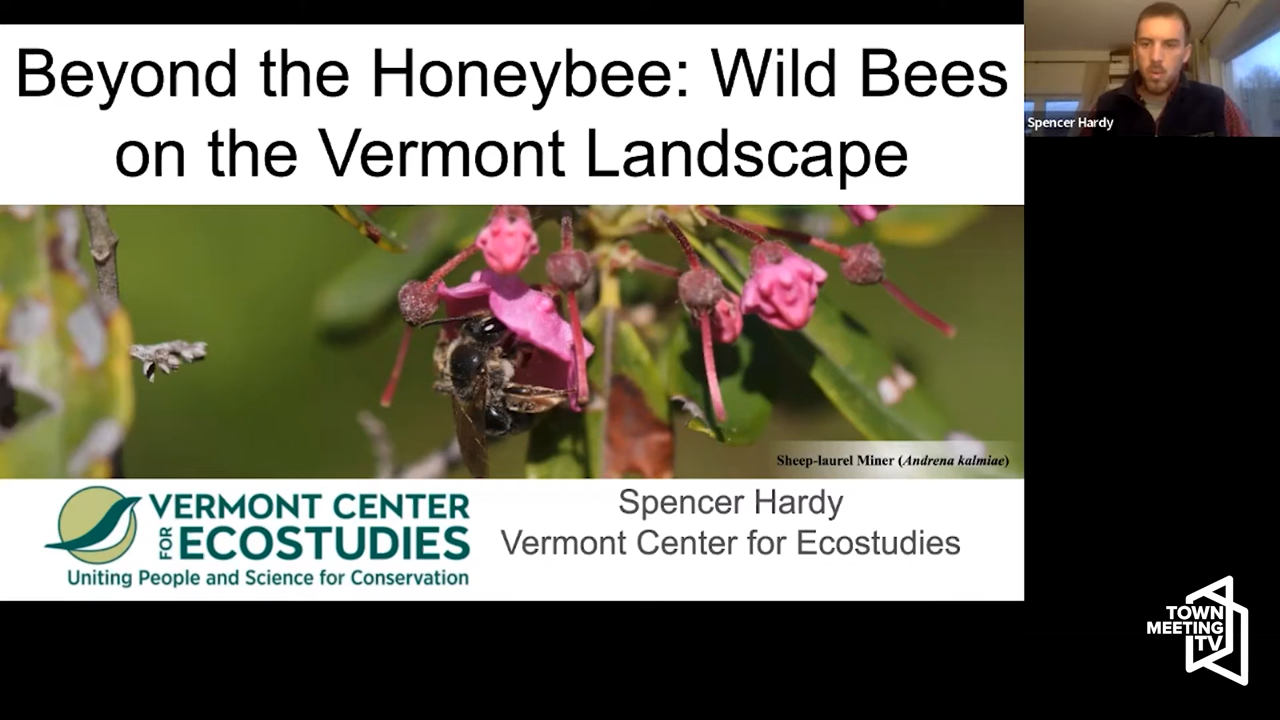 Beyond the Honeybee: Wild Bees
on the Vermont Landscape
Spencer Hardy
Sheep-laurel Miner (Andrena kalmiae)
VERMONT CENTER
FOR ECOSTUDIES
Uniting People and Science for Conservation
Spencer Hardy
Vermont Center for Ecostudies
TOWN
MEETING
TV